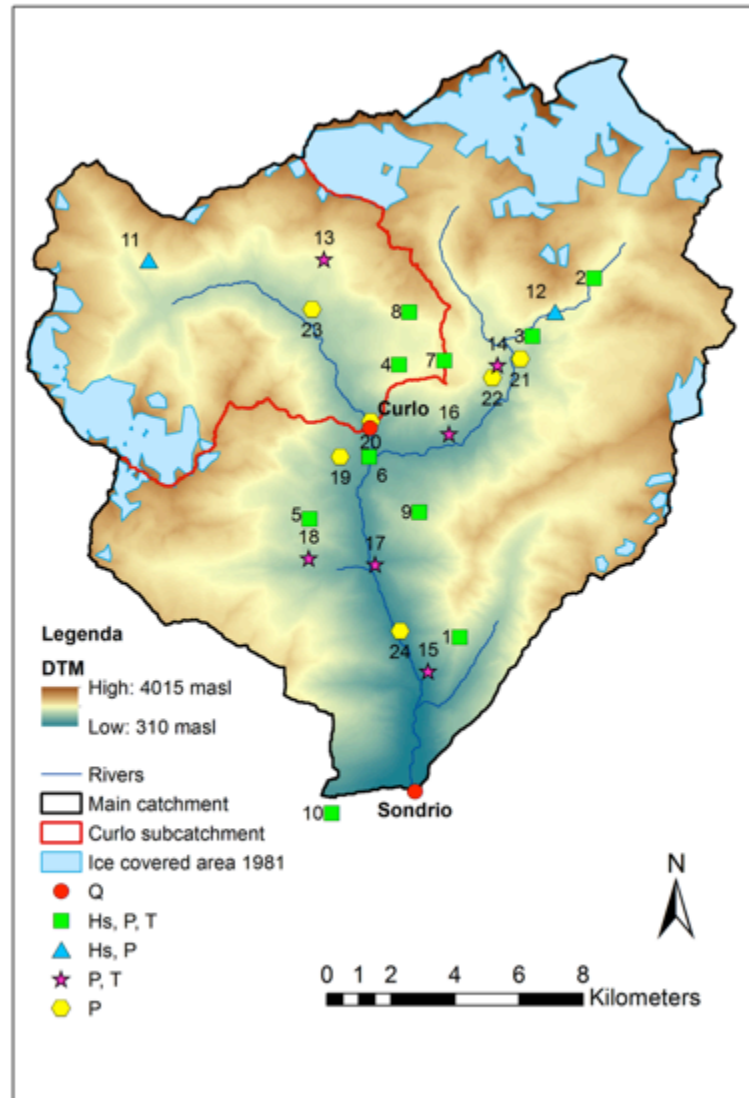 11
13
2
12
8
23
3
14
4
7
21
22
Curlo
16
20
19
6
5
9
18
17
24
1
15
Legenda
DTM
High: 4015 masl
Low: 310 masl
Rivers
Main catchment
Sondrio
10
Curlo subcatchment
Ice covered area 1981
N
Q
Hs, P, T
Hs, P
P, T
P
0 1 2 4 6 8
Kilometers